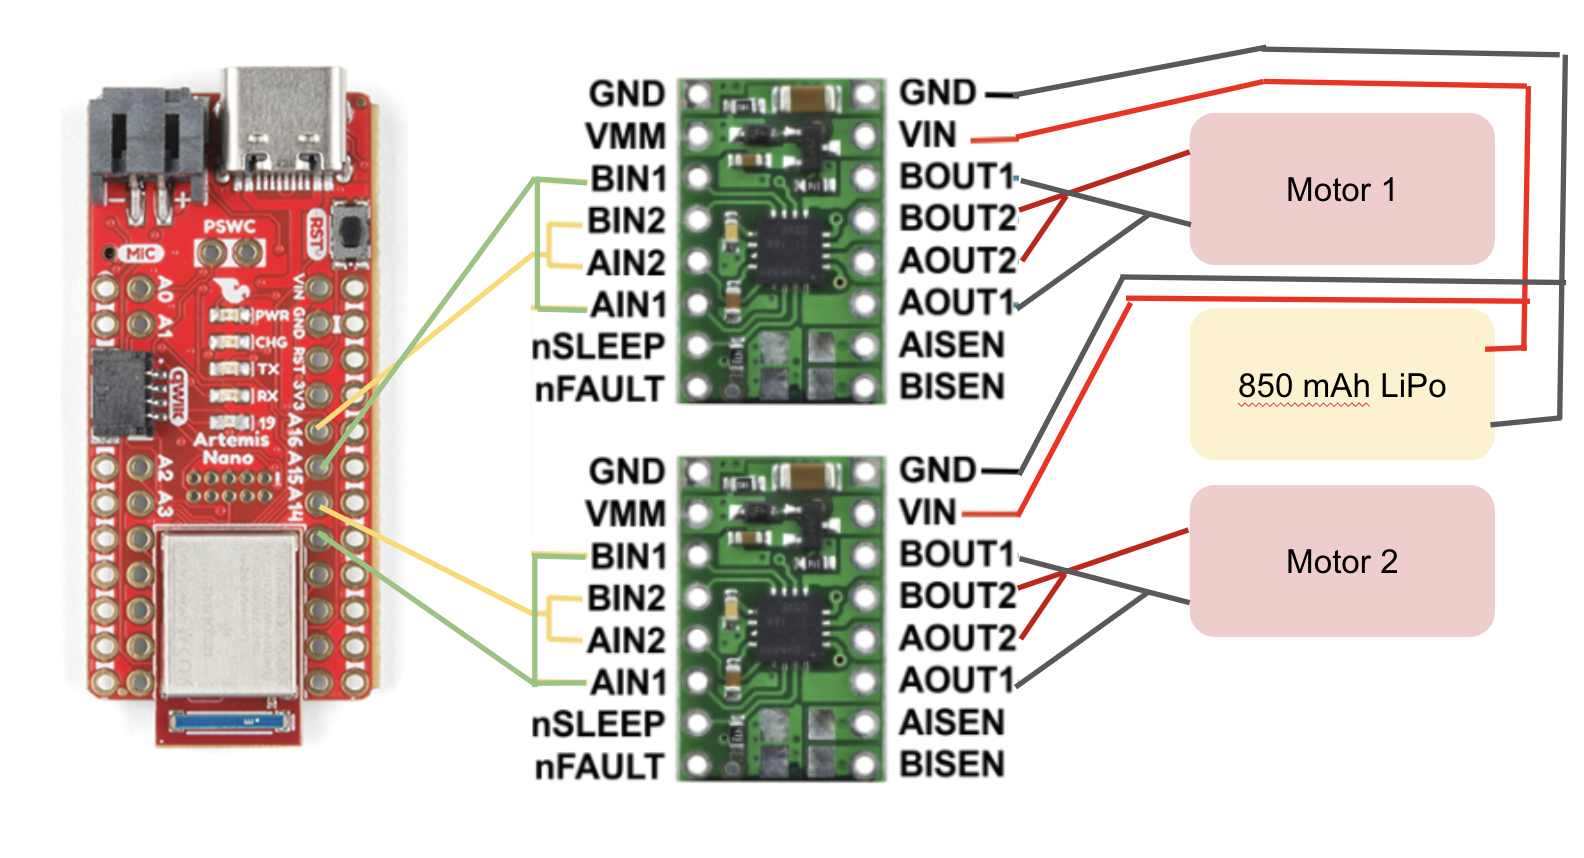 PSWC
RST
- +
MIC
A0
A1
QWIIC
A2
A3
PWR
CHG
TX
RX
19
Artemis
Nano
VIN
GND
RST
3V3
A16
A15
A14
GND
VMM
BIN1
BIN2
AIN2
AIN1
nSLEEP
nFAULT
GND
VIN
BOUT1
BOUT2
AOUT2
AOUT1
AISEN
BISEN
Motor 1
850 mAh LiPo
GND
VMM
BIN1
BIN2
AIN2
AIN1
nSLEEP
nFAULT
GND
VIN
BOUT1
BOUT2
AOUT2
AOUT1
AISEN
BISEN
Motor 2